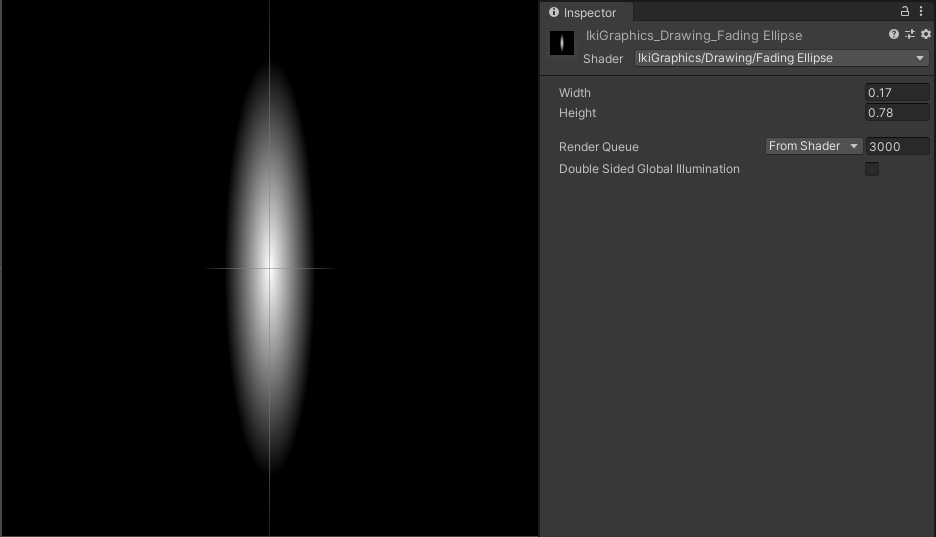 Inspector
IkiGraphics_Drawing_Fading Ellipse
Shader IkiGraphics/Drawing/Fading Ellipse
Width 0.17
Height 0.78
Render Queue From Shader 3000
Double Sided Global Illumination